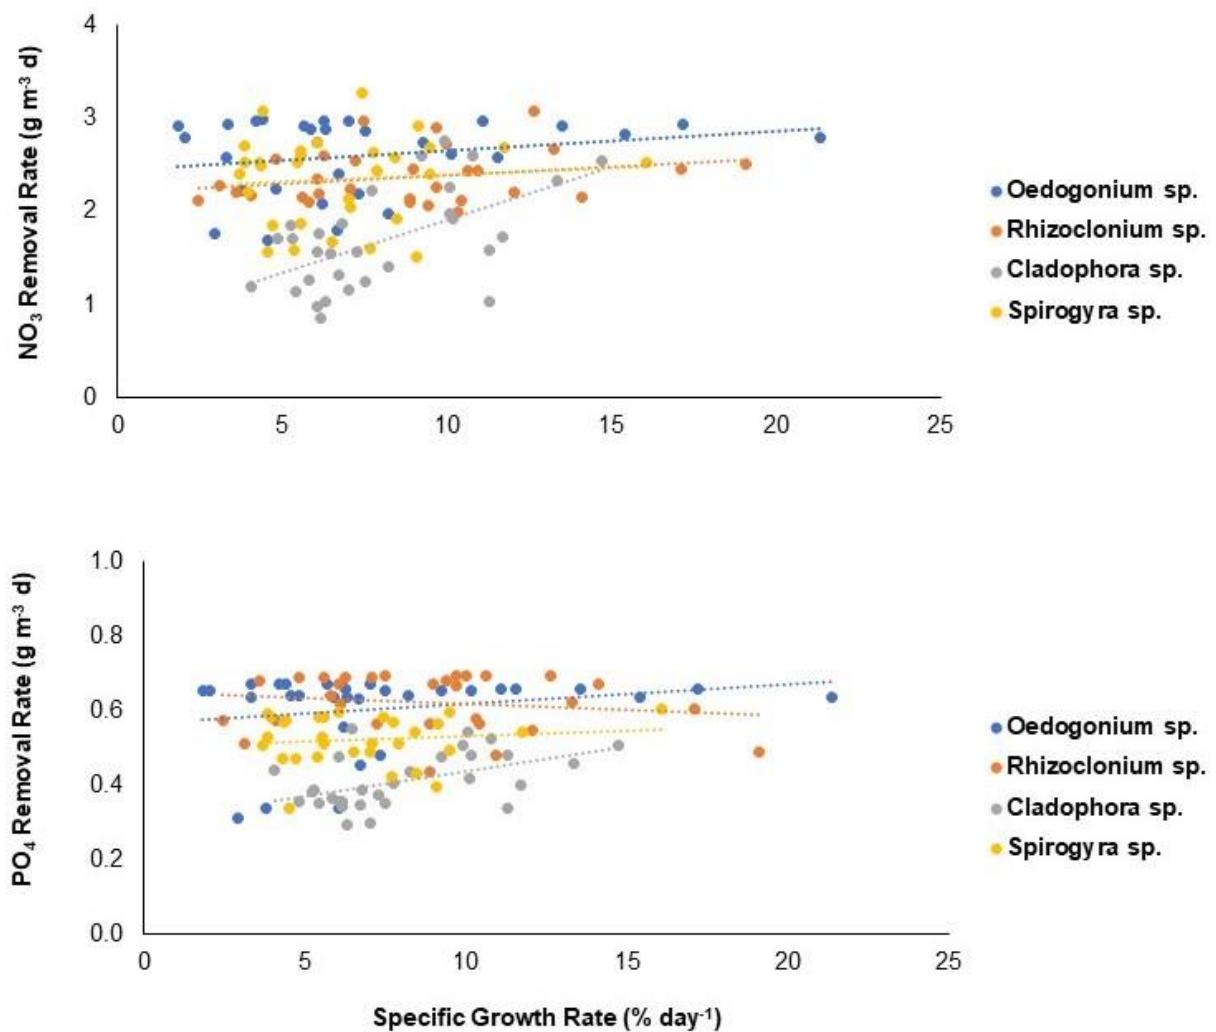 NO₃ Removal Rate (g m⁻³ d)
4
3
2
1
0
0 5 10 15 20 25
Oedogonium sp.
Rhizoclonium sp.
Cladophora sp.
Spirogyra sp.
PO₄ Removal Rate (g m⁻³ d)
1.0
0.8
0.6
0.4
0.2
0.0
0 5 10 15 20 25
Specific Growth Rate (% day⁻¹)
Oedogonium sp.
Rhizoclonium sp.
Cladophora sp.
Spirogyra sp.